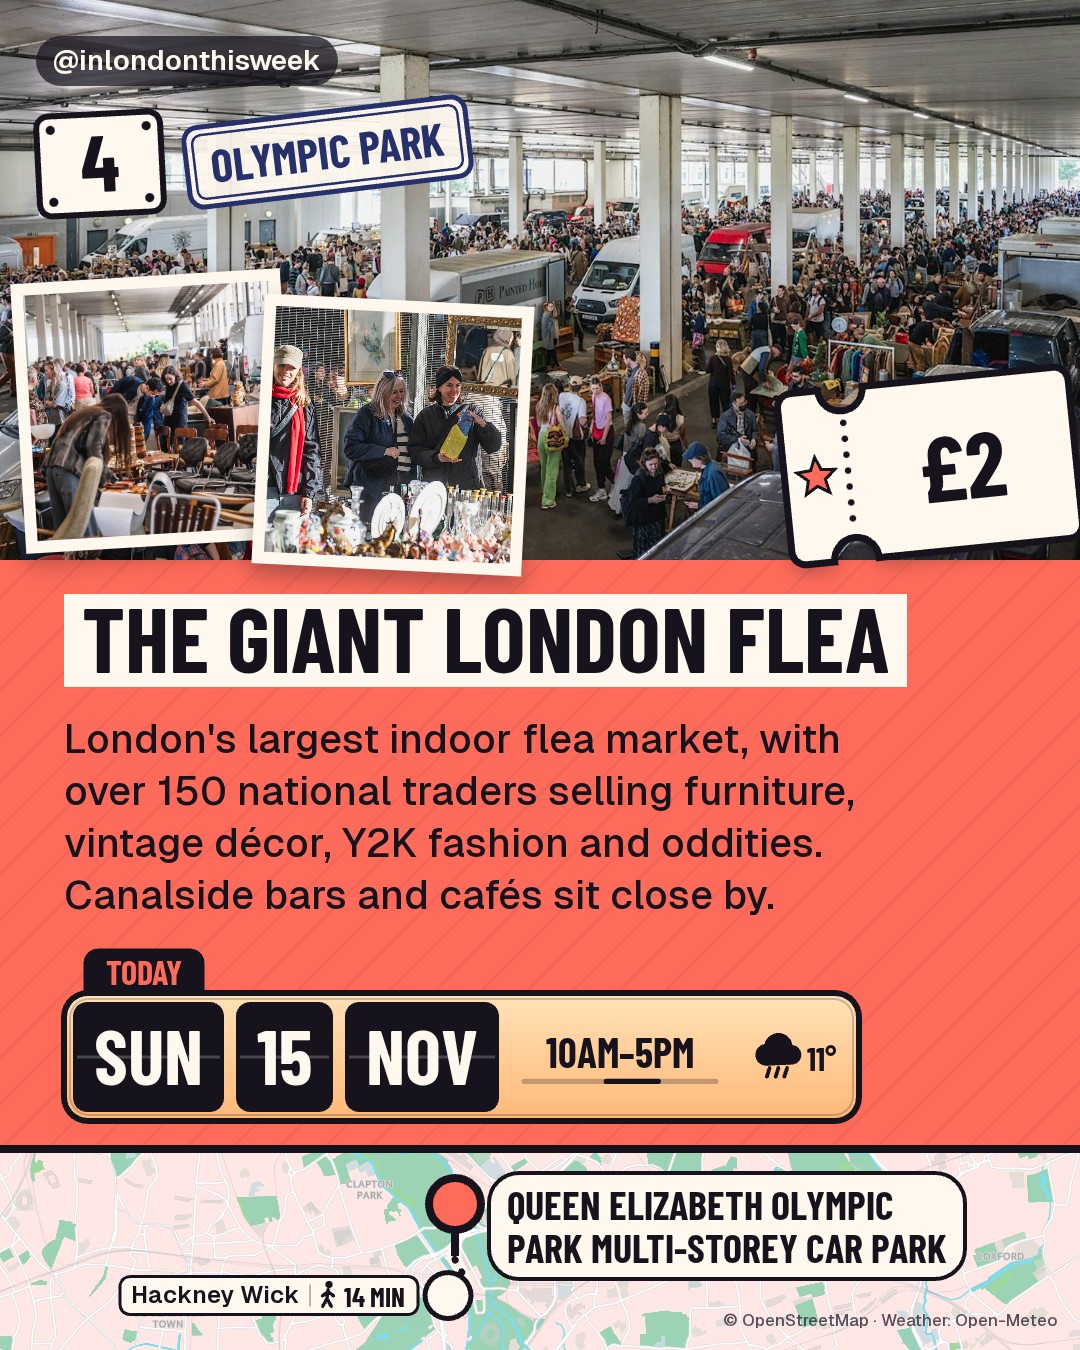 @inlondonthisweek
4
OLYMPIC PARK
PAINTED HOU
£2
THE GIANT LONDON FLEA
London's largest indoor flea market, with
over 150 national traders selling furniture,
vintage décor, Y2K fashion and oddities.
Canalside bars and cafés sit close by.
TODAY
SUN 15 NOV 10AM–5PM 11°
CLAPTON
PARK
QUEEN ELIZABETH OLYMPIC
PARK MULTI-STOREY CAR PARK
LOXFORD
Hackney Wick 14 MIN
TOWN
© OpenStreetMap · Weather: Open-Meteo